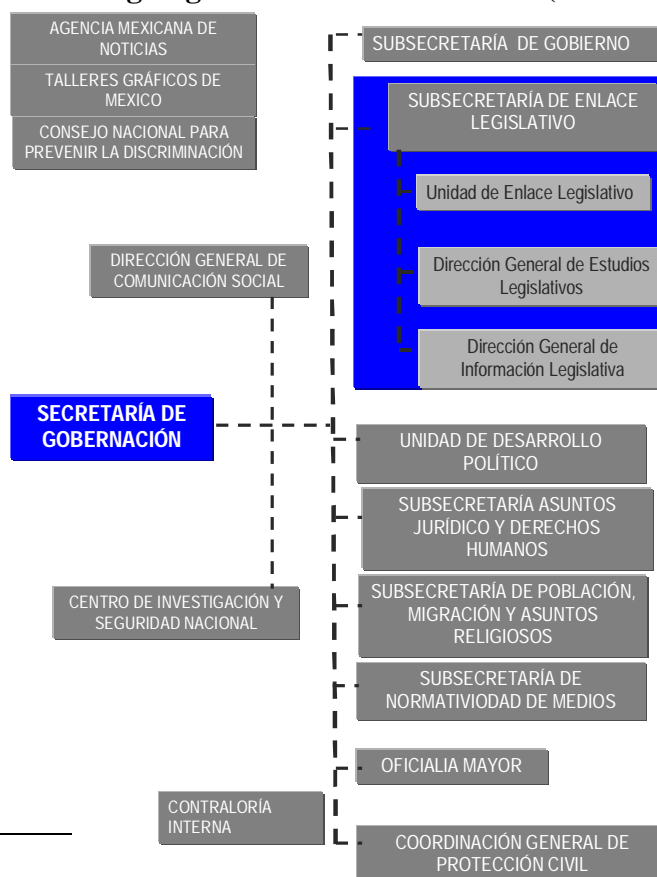 AGENCIA MEXICANA DE
NOTICIAS
TALLERES GRÁFICOS DE
MEXICO
CONSEJO NACIONAL PARA
PREVENIR LA DISCRIMINACIÓN
SUBSECRETARÍA DE GOBIERNO
SUBSECRETARÍA DE ENLACE
LEGISLATIVO
Unidad de Enlace Legislativo
Dirección General de Estudios
Legislativos
Dirección General de
Información Legislativa
DIRECCIÓN GENERAL DE
COMUNICACIÓN SOCIAL
SECRETARÍA DE
GOBERNACIÓN
UNIDAD DE DESARROLLO
POLÍTICO
SUBSECRETARÍA ASUNTOS
JURÍDICO Y DERECHOS
HUMANOS
CENTRO DE INVESTIGACIÓN Y
SEGURIDAD NACIONAL
SUBSECRETARÍA DE POBLACIÓN,
MIGRACIÓN Y ASUNTOS
RELIGIOSOS
SUBSECRETARÍA DE
NORMATIVIODAD DE MEDIOS
OFICIALIA MAYOR
CONTRALORÍA
INTERNA
COORDINACIÓN GENERAL DE
PROTECCIÓN CIVIL